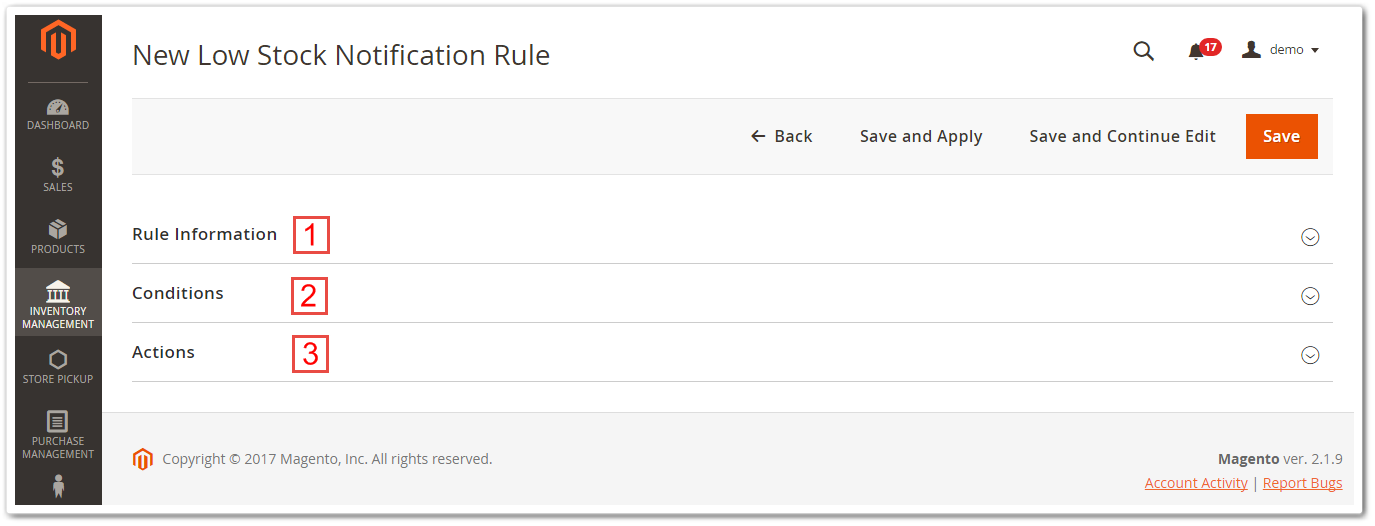 New Low Stock Notification Rule
17
demo
Back
Save and Apply
Save and Continue Edit
Save
DASHBOARD
$
SALES
PRODUCTS
INVENTORY
MANAGEMENT
STORE PICKUP
PURCHASE
MANAGEMENT
Rule Information 1
Conditions 2
Actions 3
Copyright © 2017 Magento, Inc. All rights reserved.
Magento ver. 2.1.9
Account Activity | Report Bugs